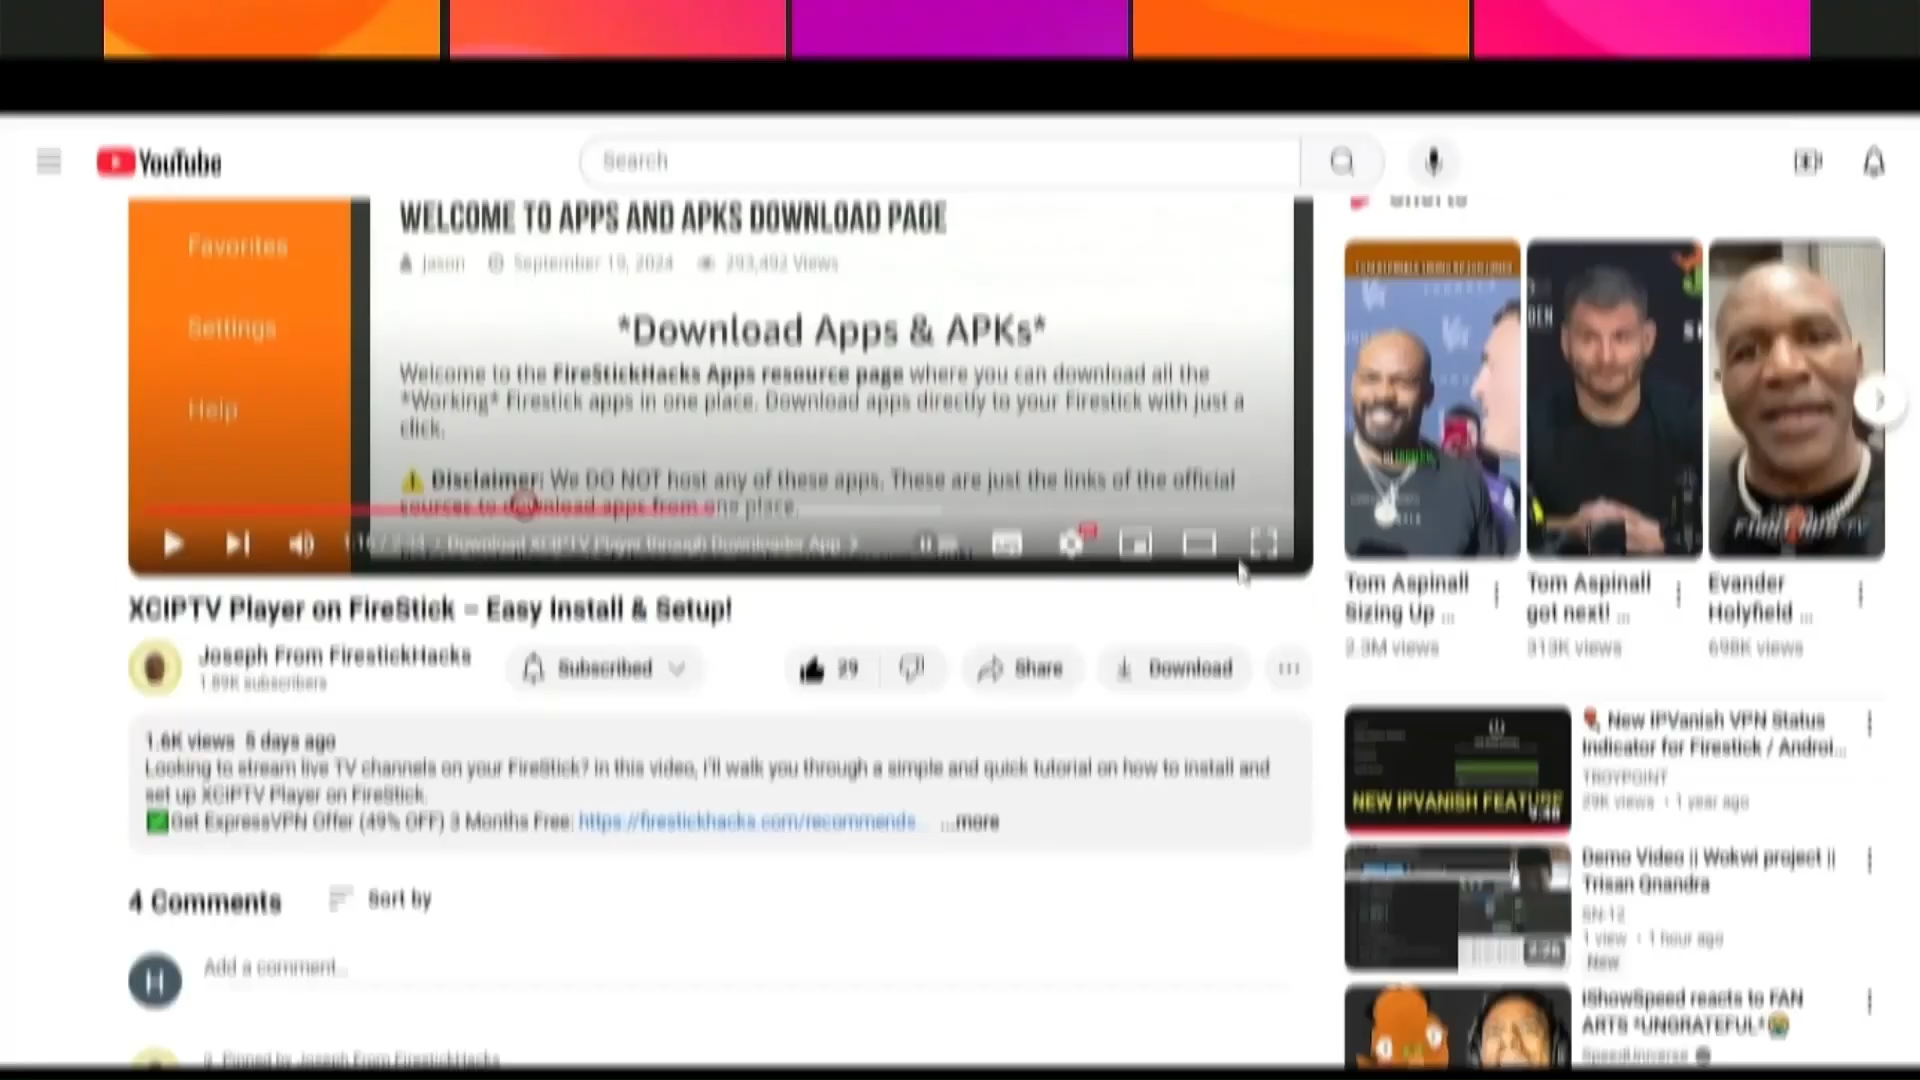 YouTube
Search
Favorites
Settings
Help
WELCOME TO APPS AND APKS DOWNLOAD PAGE
Jason September 19, 2024 293,492 Views
*Download Apps & APKs*
Welcome to the FireStickHacks Apps resource page where you can download all the
*Working* Firestick apps in one place. Download apps directly to your Firestick with just a
click.
⚠ Disclaimer: We DO NOT host any of these apps. These are just the links of the official
sources to download apps from one place.
Download XCIPTV Player through Downloader App >
XCIPTV Player on FireStick – Easy Install & Setup!
Joseph From FirestickHacks
1.89K subscribers
Subscribed
29
Share
Download
1.6K views 5 days ago
Looking to stream live TV channels on your FireStick? In this video, I'll walk you through a simple and quick tutorial on how to install and
set up XCIPTV Player on FireStick.
✅Get ExpressVPN Offer (49% OFF) 3 Months Free: https://firestickhacks.com/recommends... ...more
4 Comments
Sort by
H
Add a comment...
Pinned by Joseph From FirestickHacks
Shorts
Tom Aspinall
Sizing Up ...
2.3M views
Tom Aspinall
got next! ...
313K views
Evander
Holyfield ...
698K views
NEW IPVANISH FEATURE
New IPVanish VPN Status
Indicator for Firestick / Androi...
TROYPOINT
29K views • 1 year ago
Demo Video || Wokwi project ||
Trisan Qnandra
SN-12
1 view • 1 hour ago
New
iShowSpeed reacts to FAN
ARTS *UNGRATEFUL*😭
SpeedUniverse